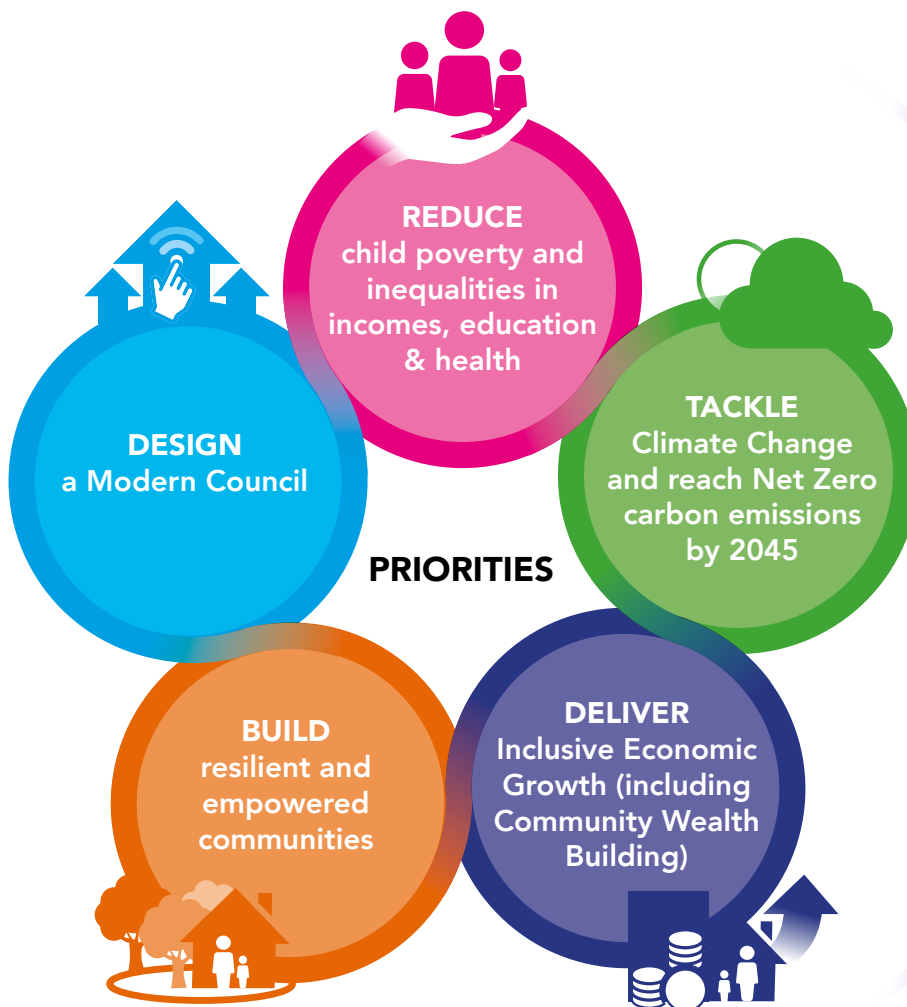 REDUCE
child poverty and
inequalities in
incomes, education
& health
TACKLE
Climate Change
and reach Net Zero
carbon emissions
by 2045
DESIGN
a Modern Council
PRIORITIES
DELIVER
Inclusive Economic
Growth (including
Community Wealth
Building)
BUILD
resilient and
empowered
communities